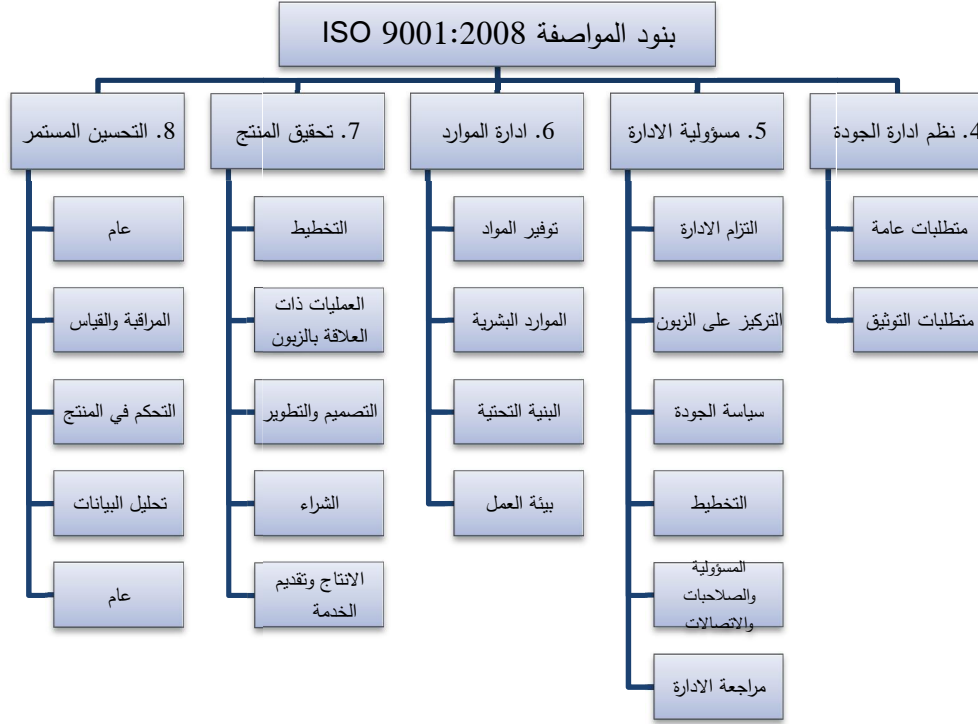 بنود المواصفة ISO 9001:2008
4. نظم ادارة الجودة
متطلبات عامة
متطلبات التوثيق
5. مسؤولية الادارة
التزام الادارة
التركيز على الزبون
سياسة الجودة
التخطيط
المسؤولية
والصلاحيات
والاتصالات
مراجعة الادارة
6. ادارة الموارد
توفير المواد
الموارد البشرية
البنية التحتية
بيئة العمل
7. تحقيق المنتج
التخطيط
العمليات ذات
العلاقة بالزبون
التصميم والتطوير
الشراء
الانتاج وتقديم
الخدمة
8. التحسين المستمر
عام
المراقبة والقياس
التحكم في المنتج
تحليل البيانات
عام